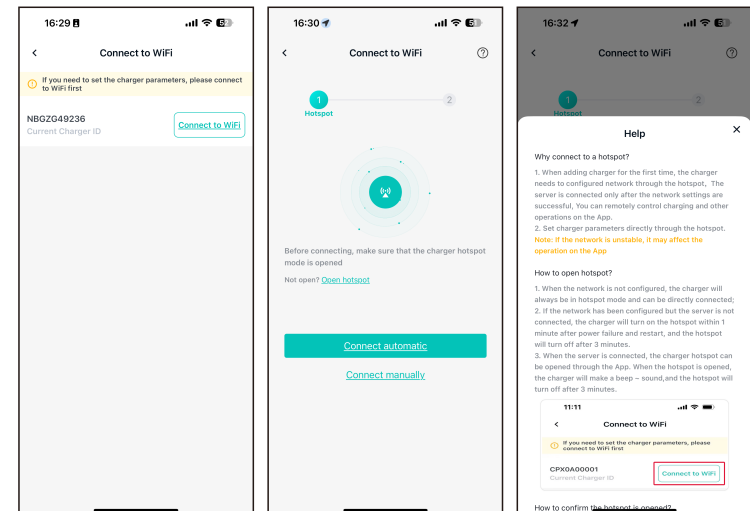 16:29
Connect to WiFi
If you need to set the charger parameters, please connect
to WiFi first
NBGZG49236
Current Charger ID
Connect to WiFi
16:30
Connect to WiFi
1
2
Hotspot
Before connecting, make sure that the charger hotspot
mode is opened
Not open? Open hotspot
Connect automatic
Connect manually
16:32
Connect to WiFi
1
2
Hotspot
Help
Why connect to a hotspot?
1. When adding charger for the first time, the charger
needs to configured network through the hotspot, The
server is connected only after the network settings are
successful, You can remotely control charging and other
operations on the App.
2. Set charger parameters directly through the hotspot.
Note: If the network is unstable, it may affect the
operation on the App
How to open hotspot?
1. When the network is not configured, the charger will
always be in hotspot mode and can be directly connected;
2. If the network has been configured but the server is not
connected, the charger will turn on the hotspot within 1
minute after power failure and restart, and the hotspot
will turn off after 3 minutes.
3. When the server is connected, the charger hotspot can
be opened through the App. When the hotspot is opened,
the charger will make a beep – sound,and the hotspot will
turn off after 3 minutes.
11:11
Connect to WiFi
If you need to set the charger parameters, please
connect to WiFi first
CPX0A00001
Current Charger ID
Connect to WiFi
How to confirm the hotspot is opened?